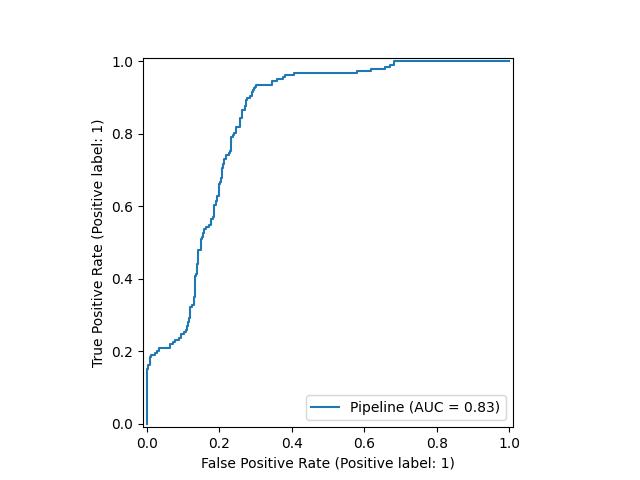 1.0
0.8
0.6
0.4
0.2
0.0
True Positive Rate (Positive label: 1)
Pipeline (AUC = 0.83)
0.0 0.2 0.4 0.6 0.8 1.0
False Positive Rate (Positive label: 1)